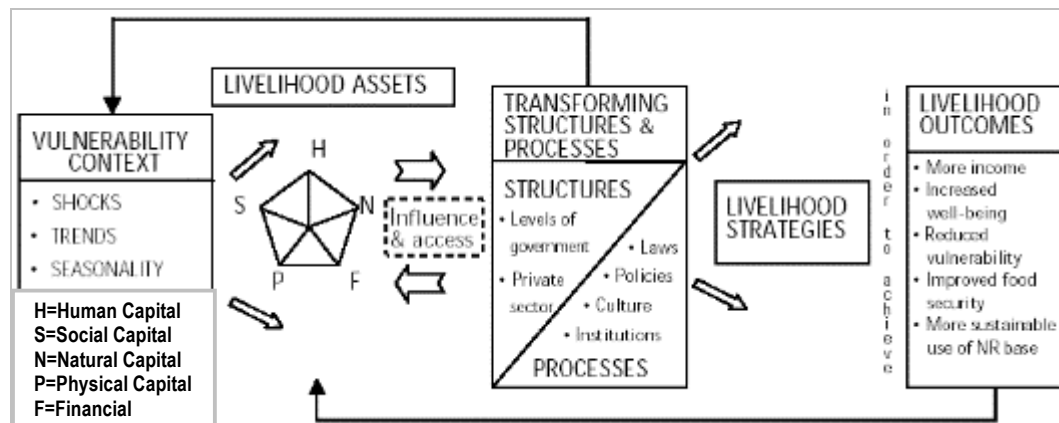 LIVELIHOOD ASSETS
VULNERABILITY
CONTEXT
• SHOCKS
• TRENDS
• SEASONALITY
H=Human Capital
S=Social Capital
N=Natural Capital
P=Physical Capital
F=Financial
H
S
N
P
F
Influence
& access
TRANSFORMING
STRUCTURES &
PROCESSES
STRUCTURES
• Levels of
government
• Private
sector
• Laws
• Policies
• Culture
• Institutions
PROCESSES
LIVELIHOOD
STRATEGIES
in order to achieve
LIVELIHOOD
OUTCOMES
• More income
• Increased
well-being
• Reduced
vulnerability
• Improved food
security
• More sustainable
use of NR base